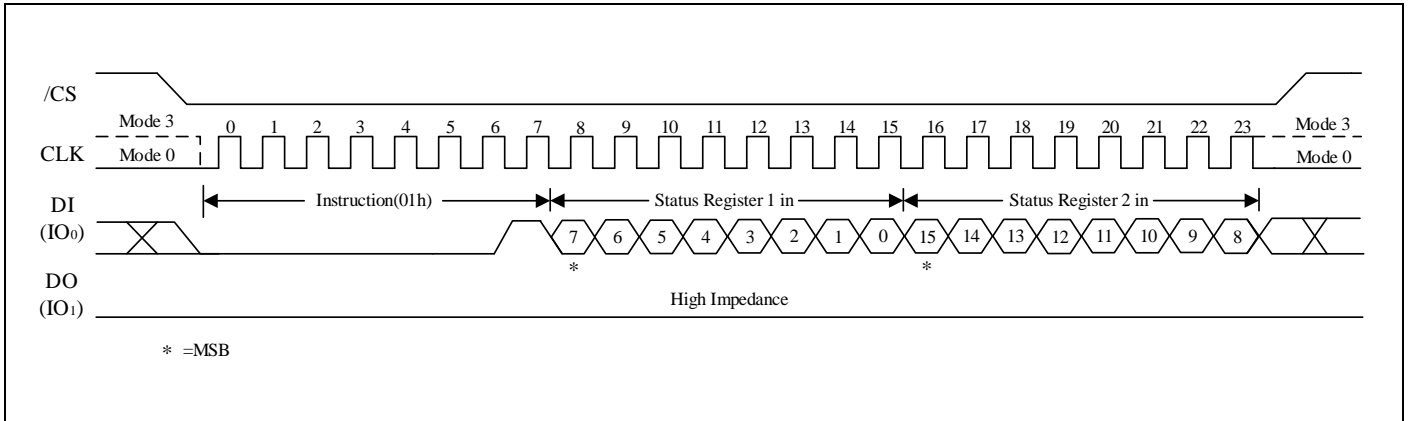 /CS
Mode 3 0 1 2 3 4 5 6 7 8 9 10 11 12 13 14 15 16 17 18 19 20 21 22 23 Mode 3
CLK Mode 0 Mode 0
DI Instruction(01h) Status Register 1 in Status Register 2 in
(IO0) 7 6 5 4 3 2 1 0 15 14 13 12 11 10 9 8
* *
DO High Impedance
(IO1)
* =MSB